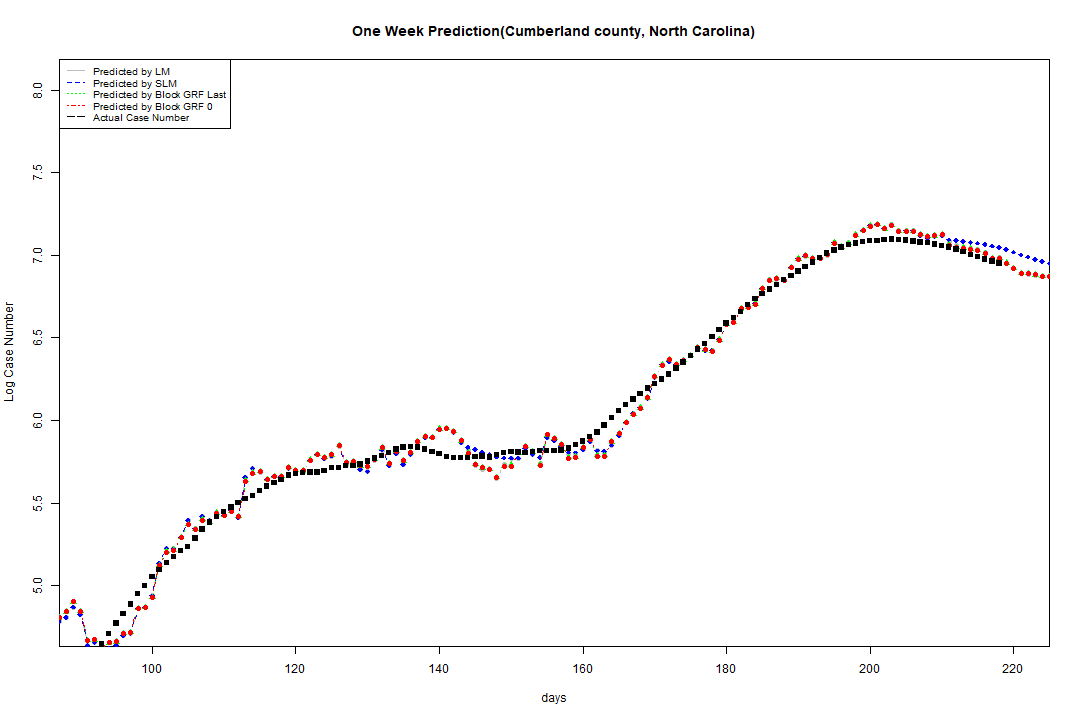 One Week Prediction(Cumberland county, North Carolina)
Predicted by LM
Predicted by SLM
Predicted by Block GRF Last
Predicted by Block GRF 0
Actual Case Number
8.0
7.5
7.0
6.5
6.0
5.5
5.0
Log Case Number
100 120 140 160 180 200 220
days